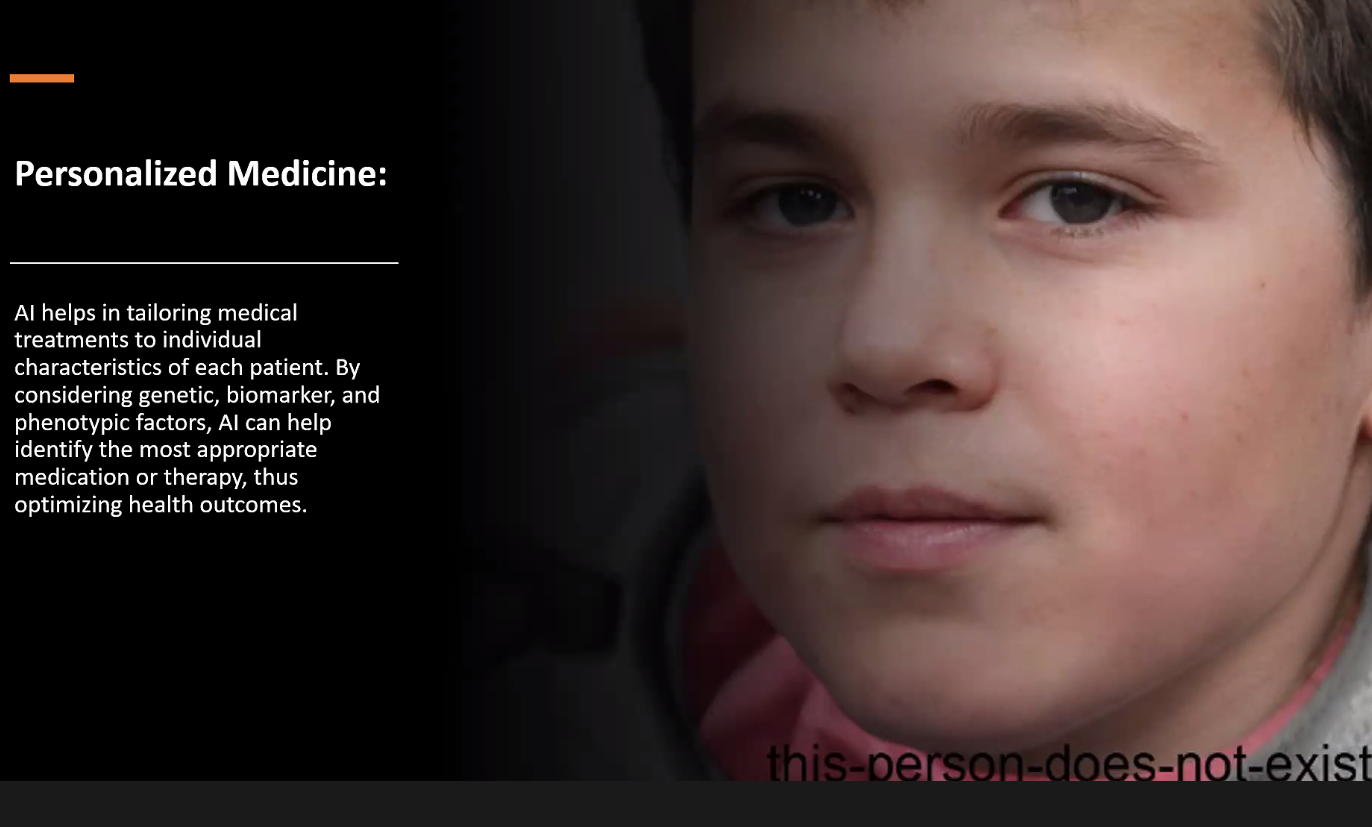 Personalized Medicine:
AI helps in tailoring medical
treatments to individual
characteristics of each patient. By
considering genetic, biomarker, and
phenotypic factors, AI can help
identify the most appropriate
medication or therapy, thus
optimizing health outcomes.
this-person-does-not-exist